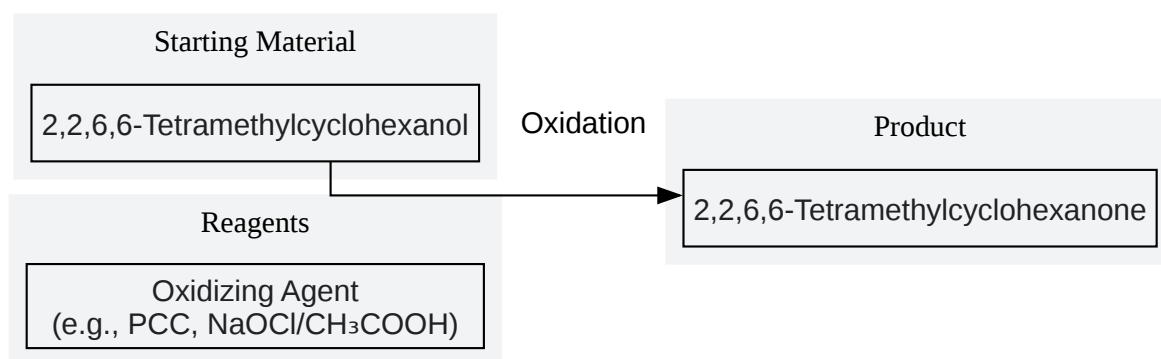 Starting Material
2,2,6,6-Tetramethylcyclohexanol
Oxidation
Product
2,2,6,6-Tetramethylcyclohexanone
Reagents
Oxidizing Agent
(e.g., PCC, NaOCl/CH₃COOH)